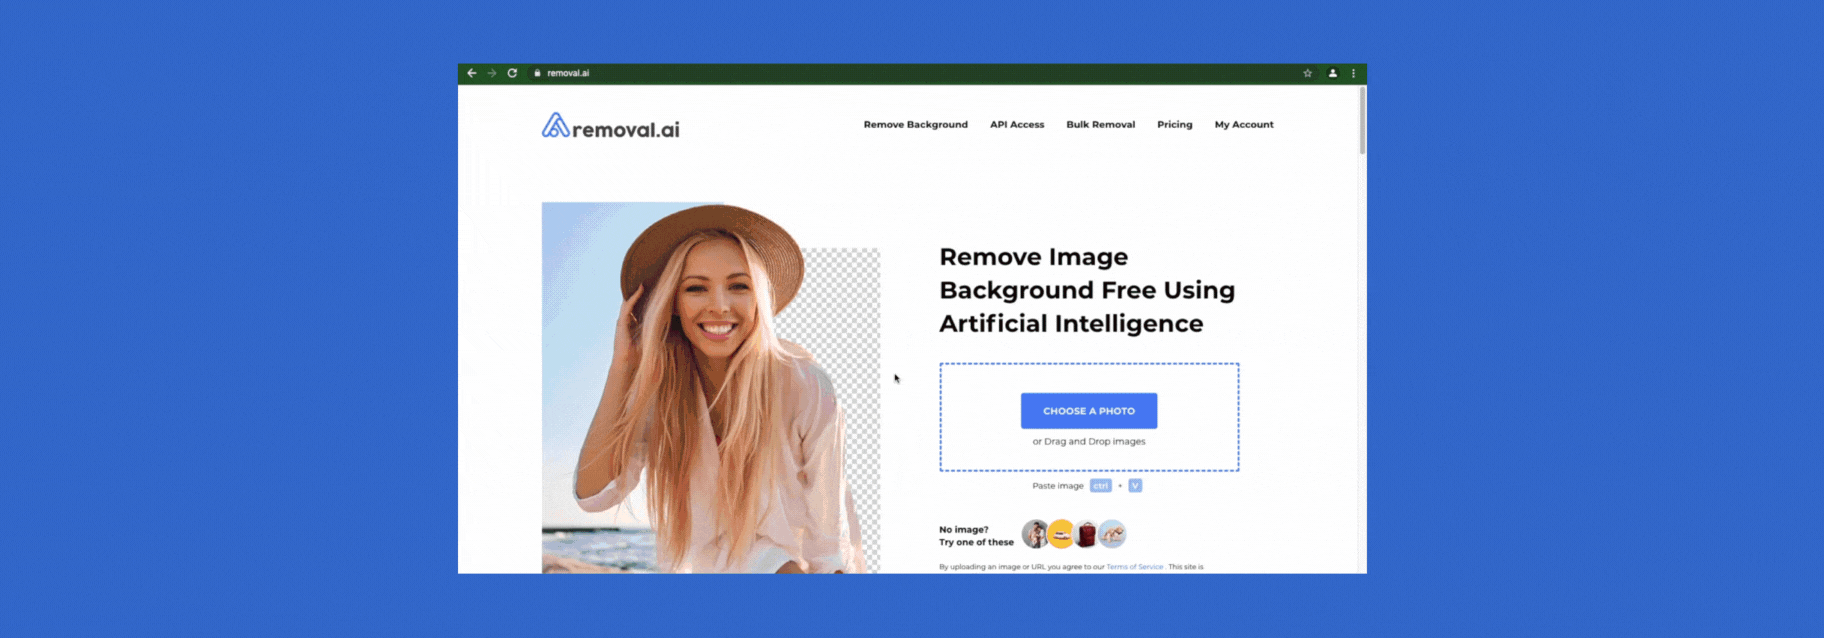 removal.ai
removal.ai
Remove Background API Access Bulk Removal Pricing My Account
Remove Image
Background Free Using
Artificial Intelligence
CHOOSE A PHOTO
or Drag and Drop images
Paste image ctrl + V
No image?
Try one of these
By uploading an image or URL you agree to our Terms of Service . This site is